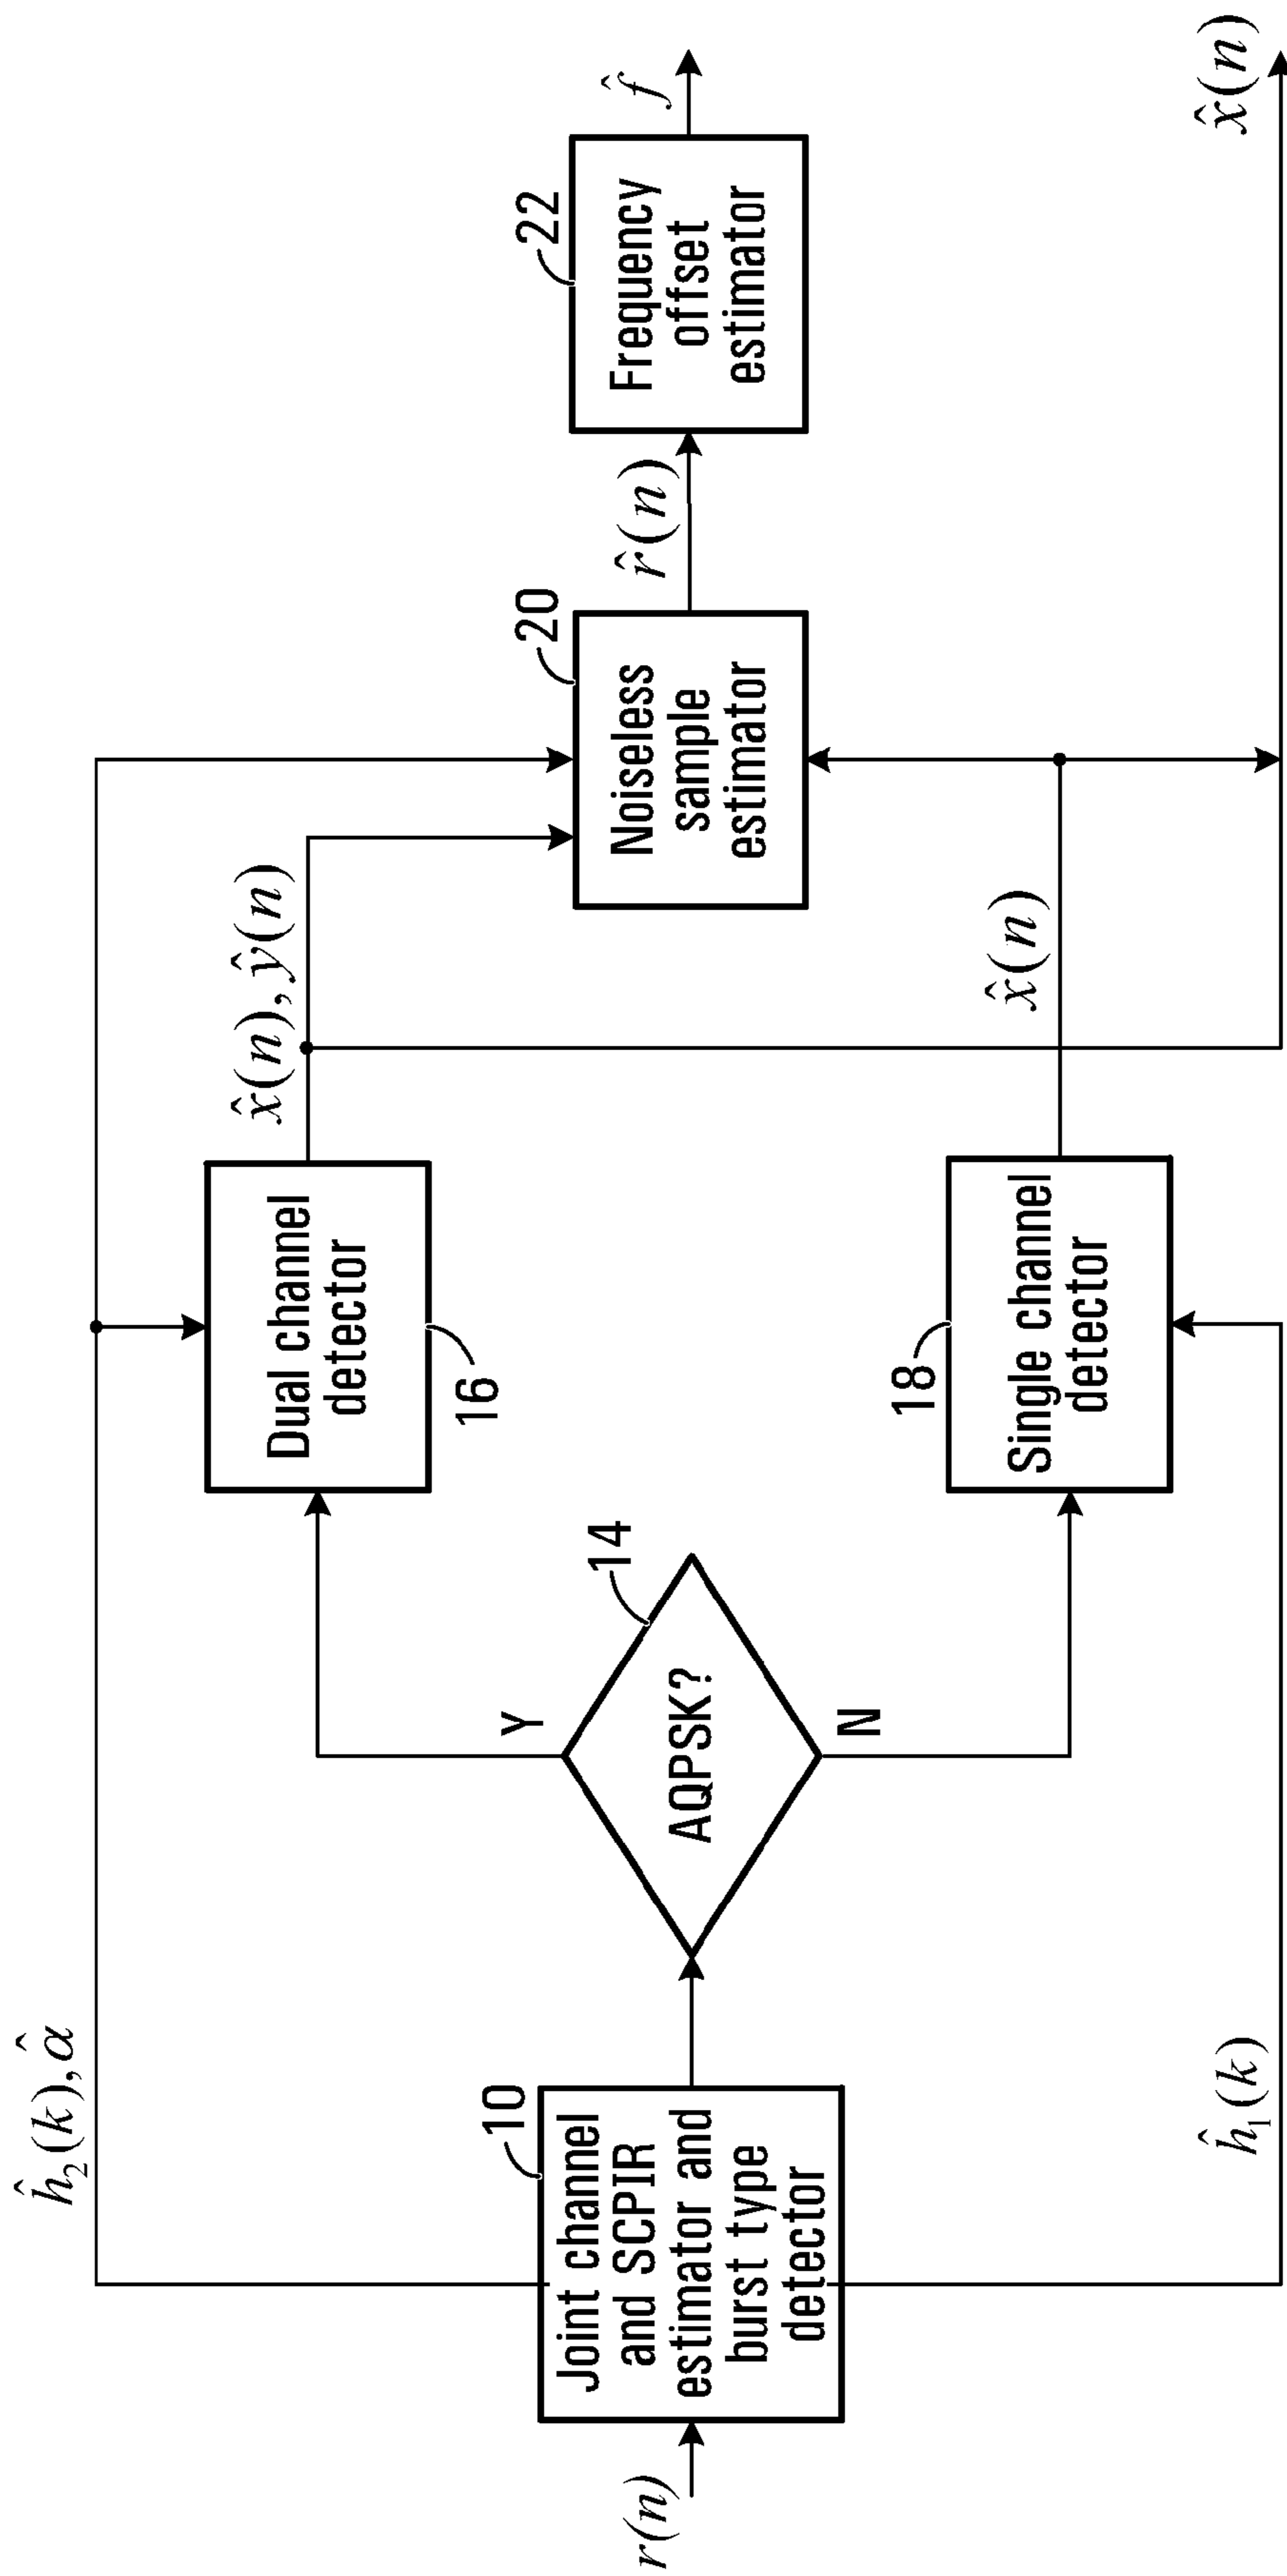 r(n)
10
Joint channel
and SCPIR
estimator and
burst type
detector
ĥ₂(k), α̂
ĥ₁(k)
14
AQPSK?
Y
N
Dual channel
detector
16
18
Single channel
detector
x̂(n), ŷ(n)
x̂(n)
20
Noiseless
sample
estimator
r̂(n)
22
Frequency
offset
estimator
f̂
x̂(n)